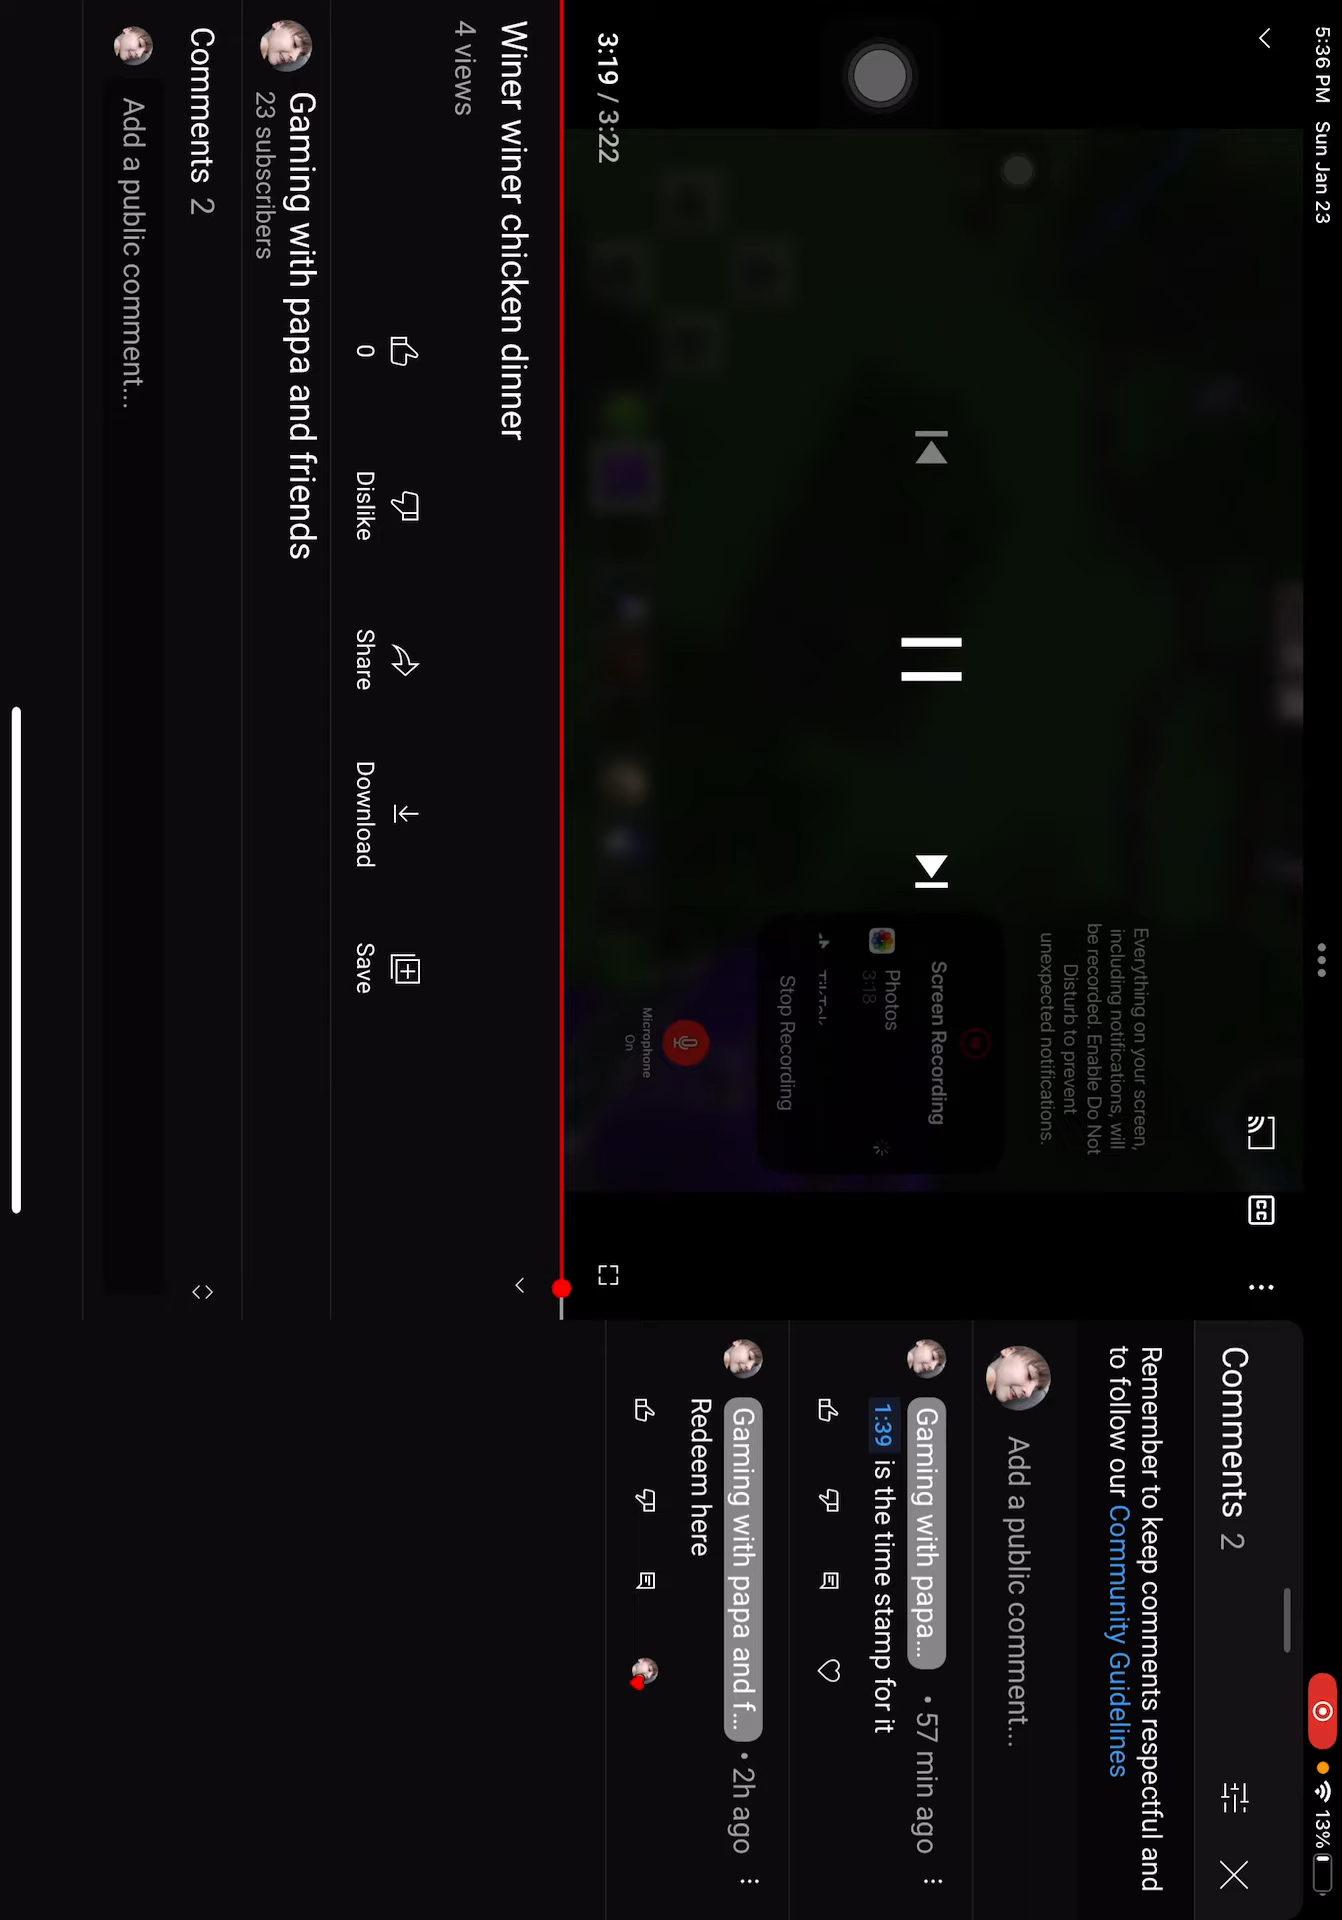 5:36 PM Sun Jan 23
13%
Everything on your screen,
including notifications, will
be recorded. Enable Do Not
Disturb to prevent
unexpected notifications.
Screen Recording
Photos
3:18
TikTok
Stop Recording
Microphone
On
CC
3:19 / 3:22
Winer winer chicken dinner
4 views
0
Dislike
Share
Download
Save
Gaming with papa and friends
23 subscribers
Comments 2
Add a public comment...
Comments 2
Remember to keep comments respectful and
to follow our Community Guidelines
Add a public comment...
Gaming with papa... • 57 min ago
1:39 is the time stamp for it
Gaming with papa and f... • 2h ago
Redeem here